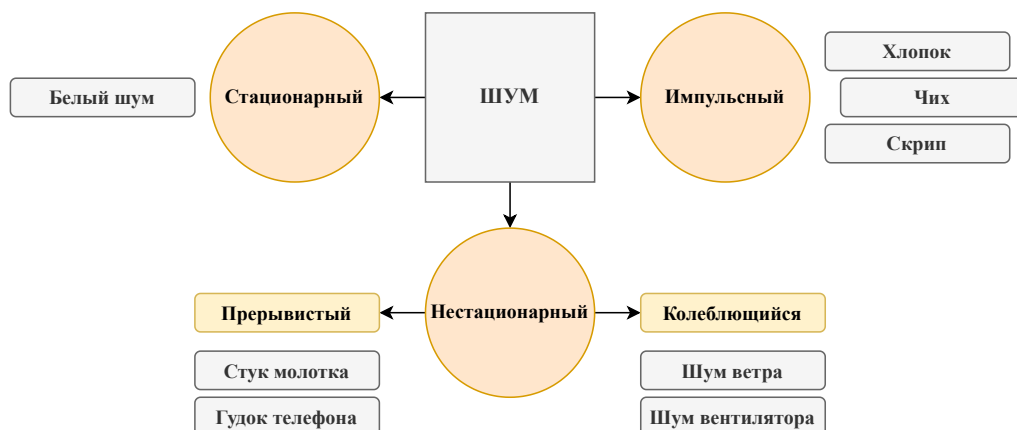 ШУМ
Стационарный
Белый шум
Импульсный
Хлопок
Чих
Скрип
Нестационарный
Прерывистый
Стук молотка
Гудок телефона
Колеблющийся
Шум ветра
Шум вентилятора